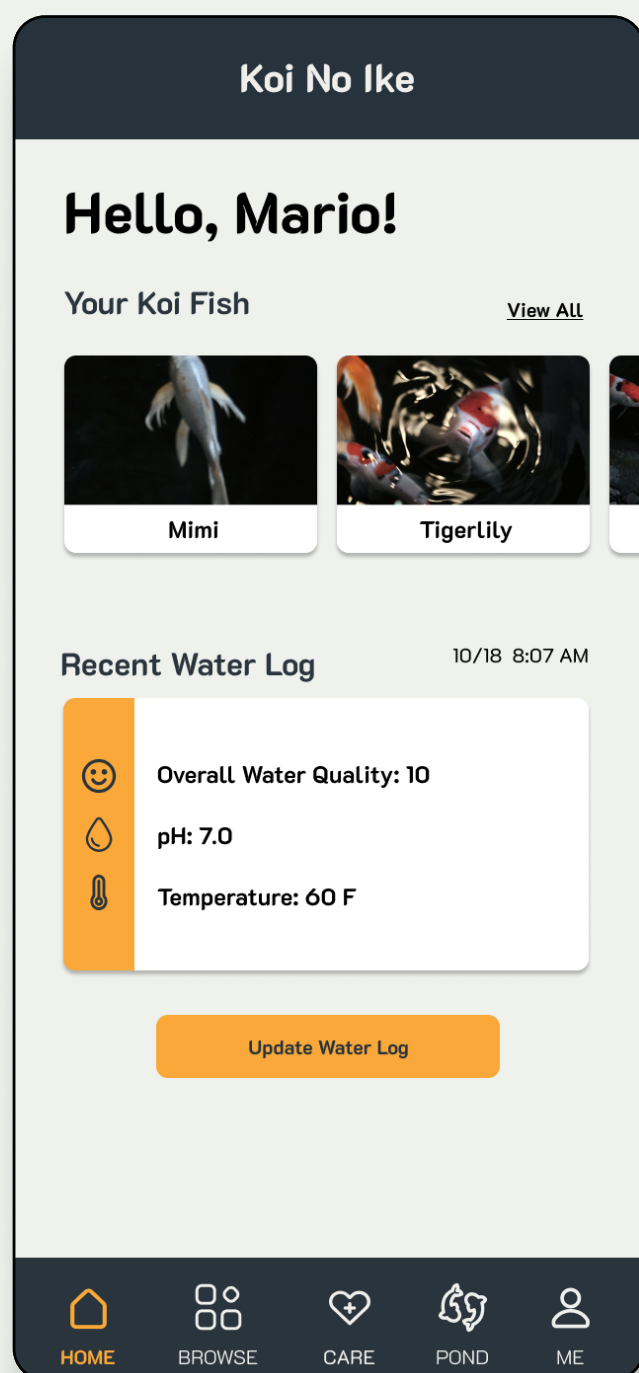 Koi No Ike
Hello, Mario!
Your Koi Fish
View All
Mimi
Tigerlily
Recent Water Log
10/18 8:07 AM
Overall Water Quality: 10
pH: 7.0
Temperature: 60 F
Update Water Log
HOME
BROWSE
CARE
POND
ME